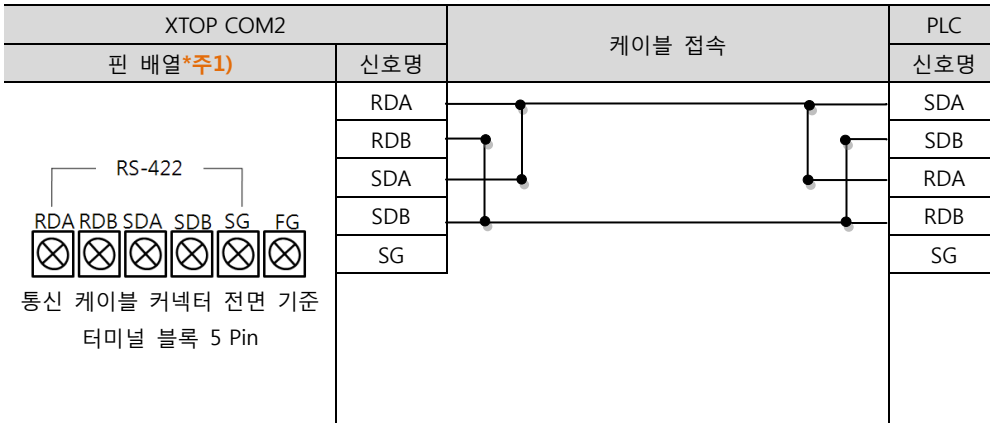 XTOP COM2
케이블 접속
PLC
핀 배열*주1)
신호명
신호명
RDA
SDA
RDB
SDB
SDA
RDA
SDB
RDB
SG
SG
RS-422
RDA RDB SDA SDB SG FG
통신 케이블 커넥터 전면 기준
터미널 블록 5 Pin